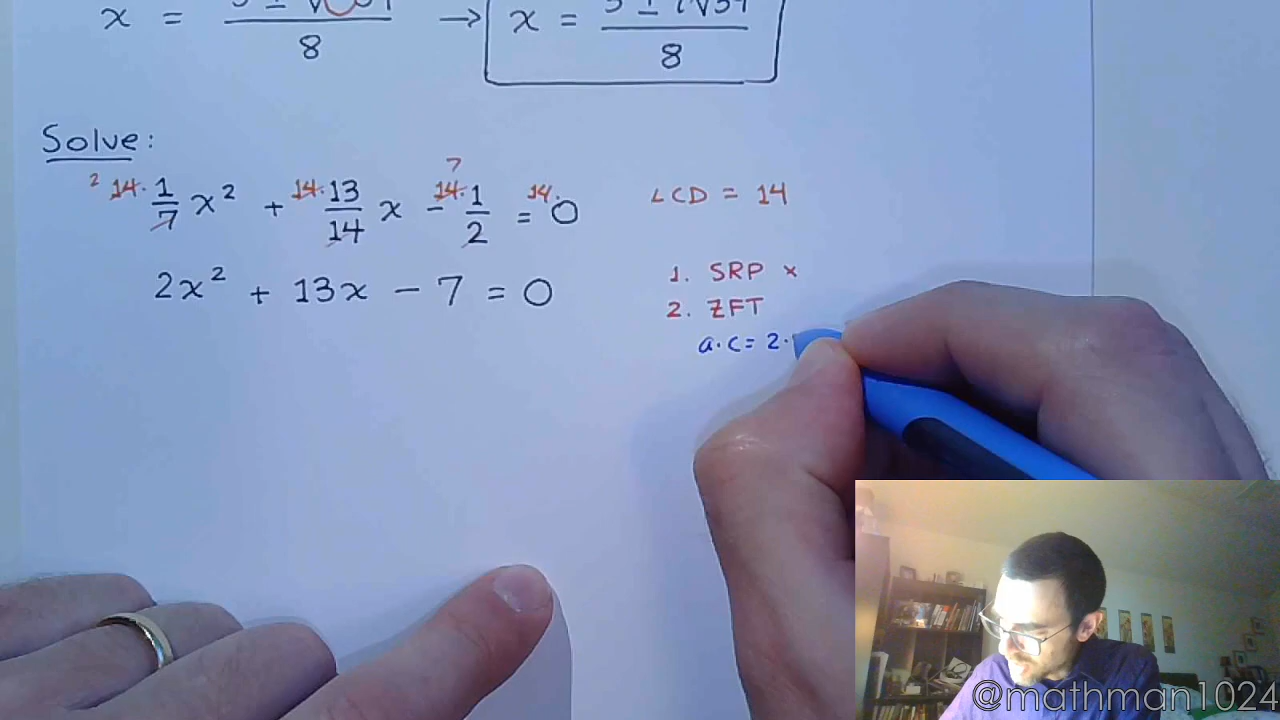 x = 8 → x = 8
Solve:
2 14· 1/7 x² + 14· 13/14 x - 7 14· 1/2 = 14· 0
LCD = 14
2x² + 13x - 7 = 0
1. SRP ×
2. ZFT
a·c= 2·
@mathman1024